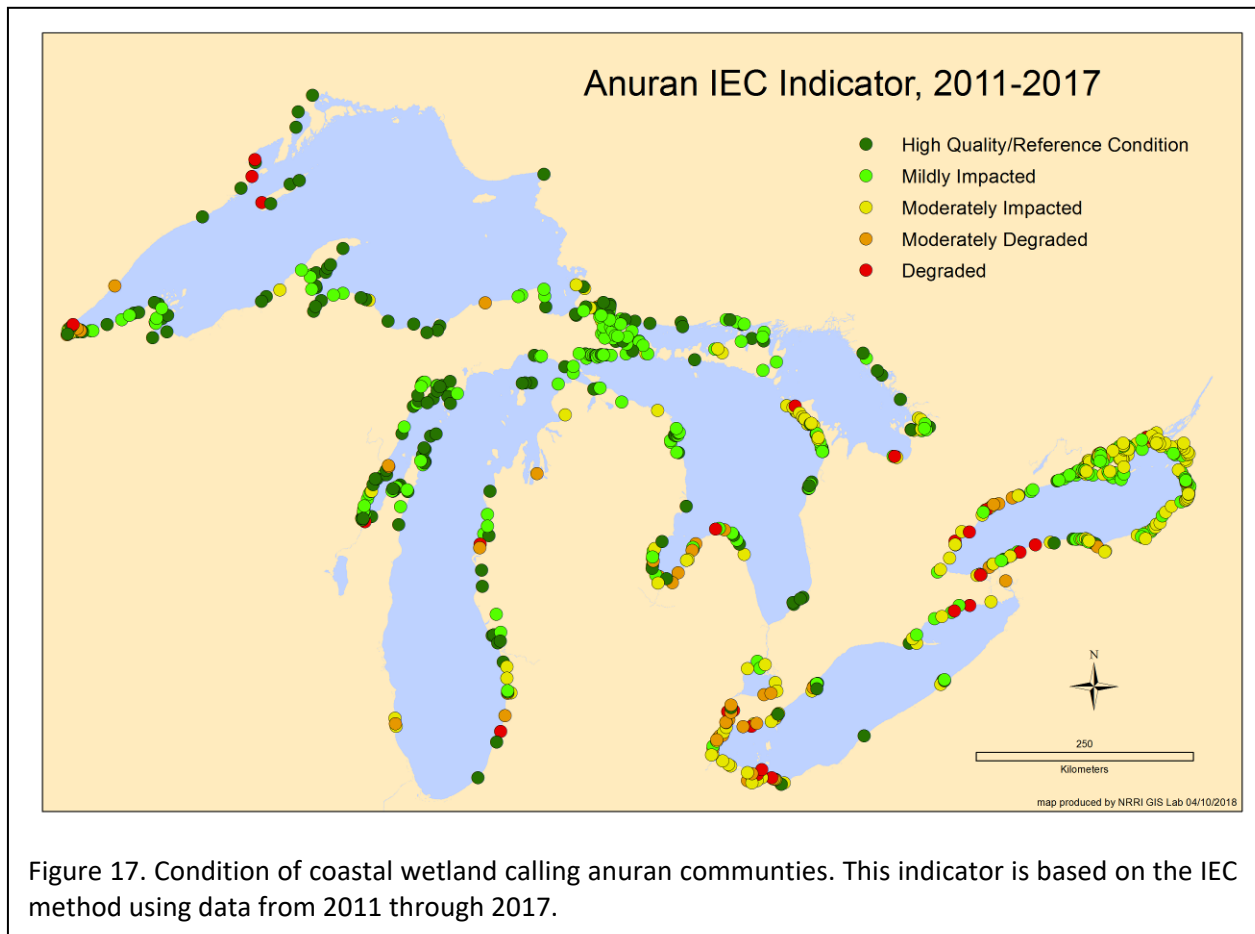 Anuran IEC Indicator, 2011-2017
High Quality/Reference Condition
Mildly Impacted
Moderately Impacted
Moderately Degraded
Degraded
N
250
Kilometers
map produced by NRRI GIS Lab 04/10/2018
Figure 17. Condition of coastal wetland calling anuran communties. This indicator is based on the IEC
method using data from 2011 through 2017.